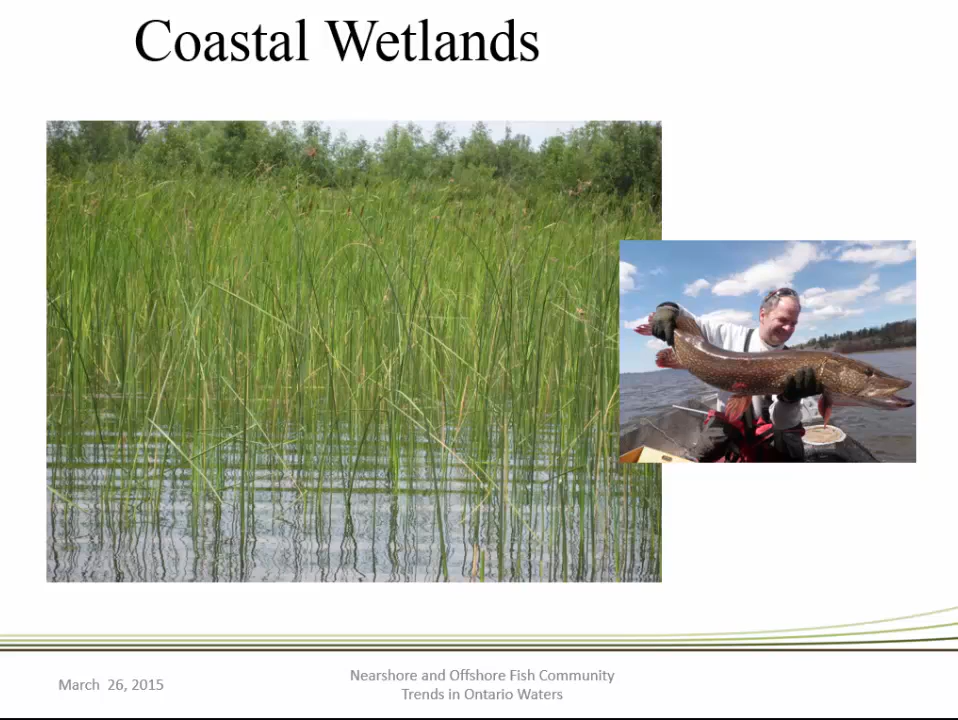 Coastal Wetlands
March 26, 2015
Nearshore and Offshore Fish Community
Trends in Ontario Waters